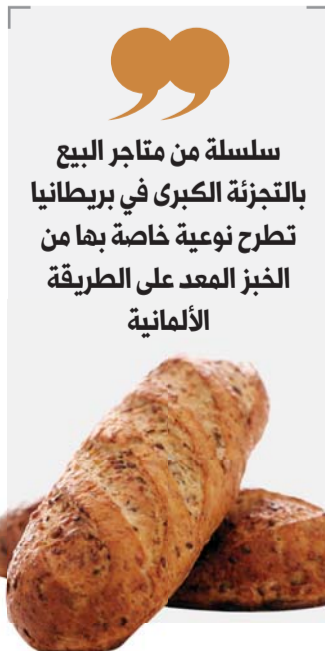 سلسلة من متاجر البيع
بالتجزئة الكبرى في بريطانيا
تطرح نوعية خاصة بها من
الخبز المعد على الطريقة
الألمانية